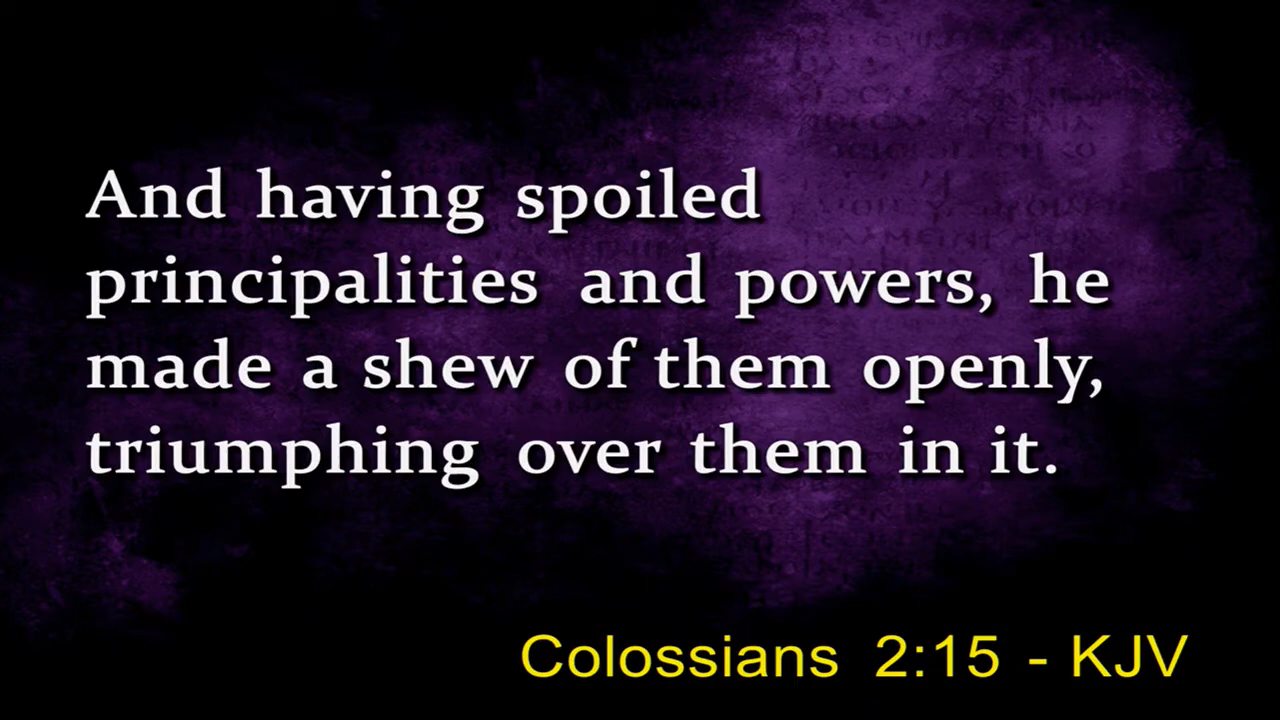 And having spoiled
principalities and powers, he
made a shew of them openly,
triumphing over them in it.
Colossians 2:15 - KJV